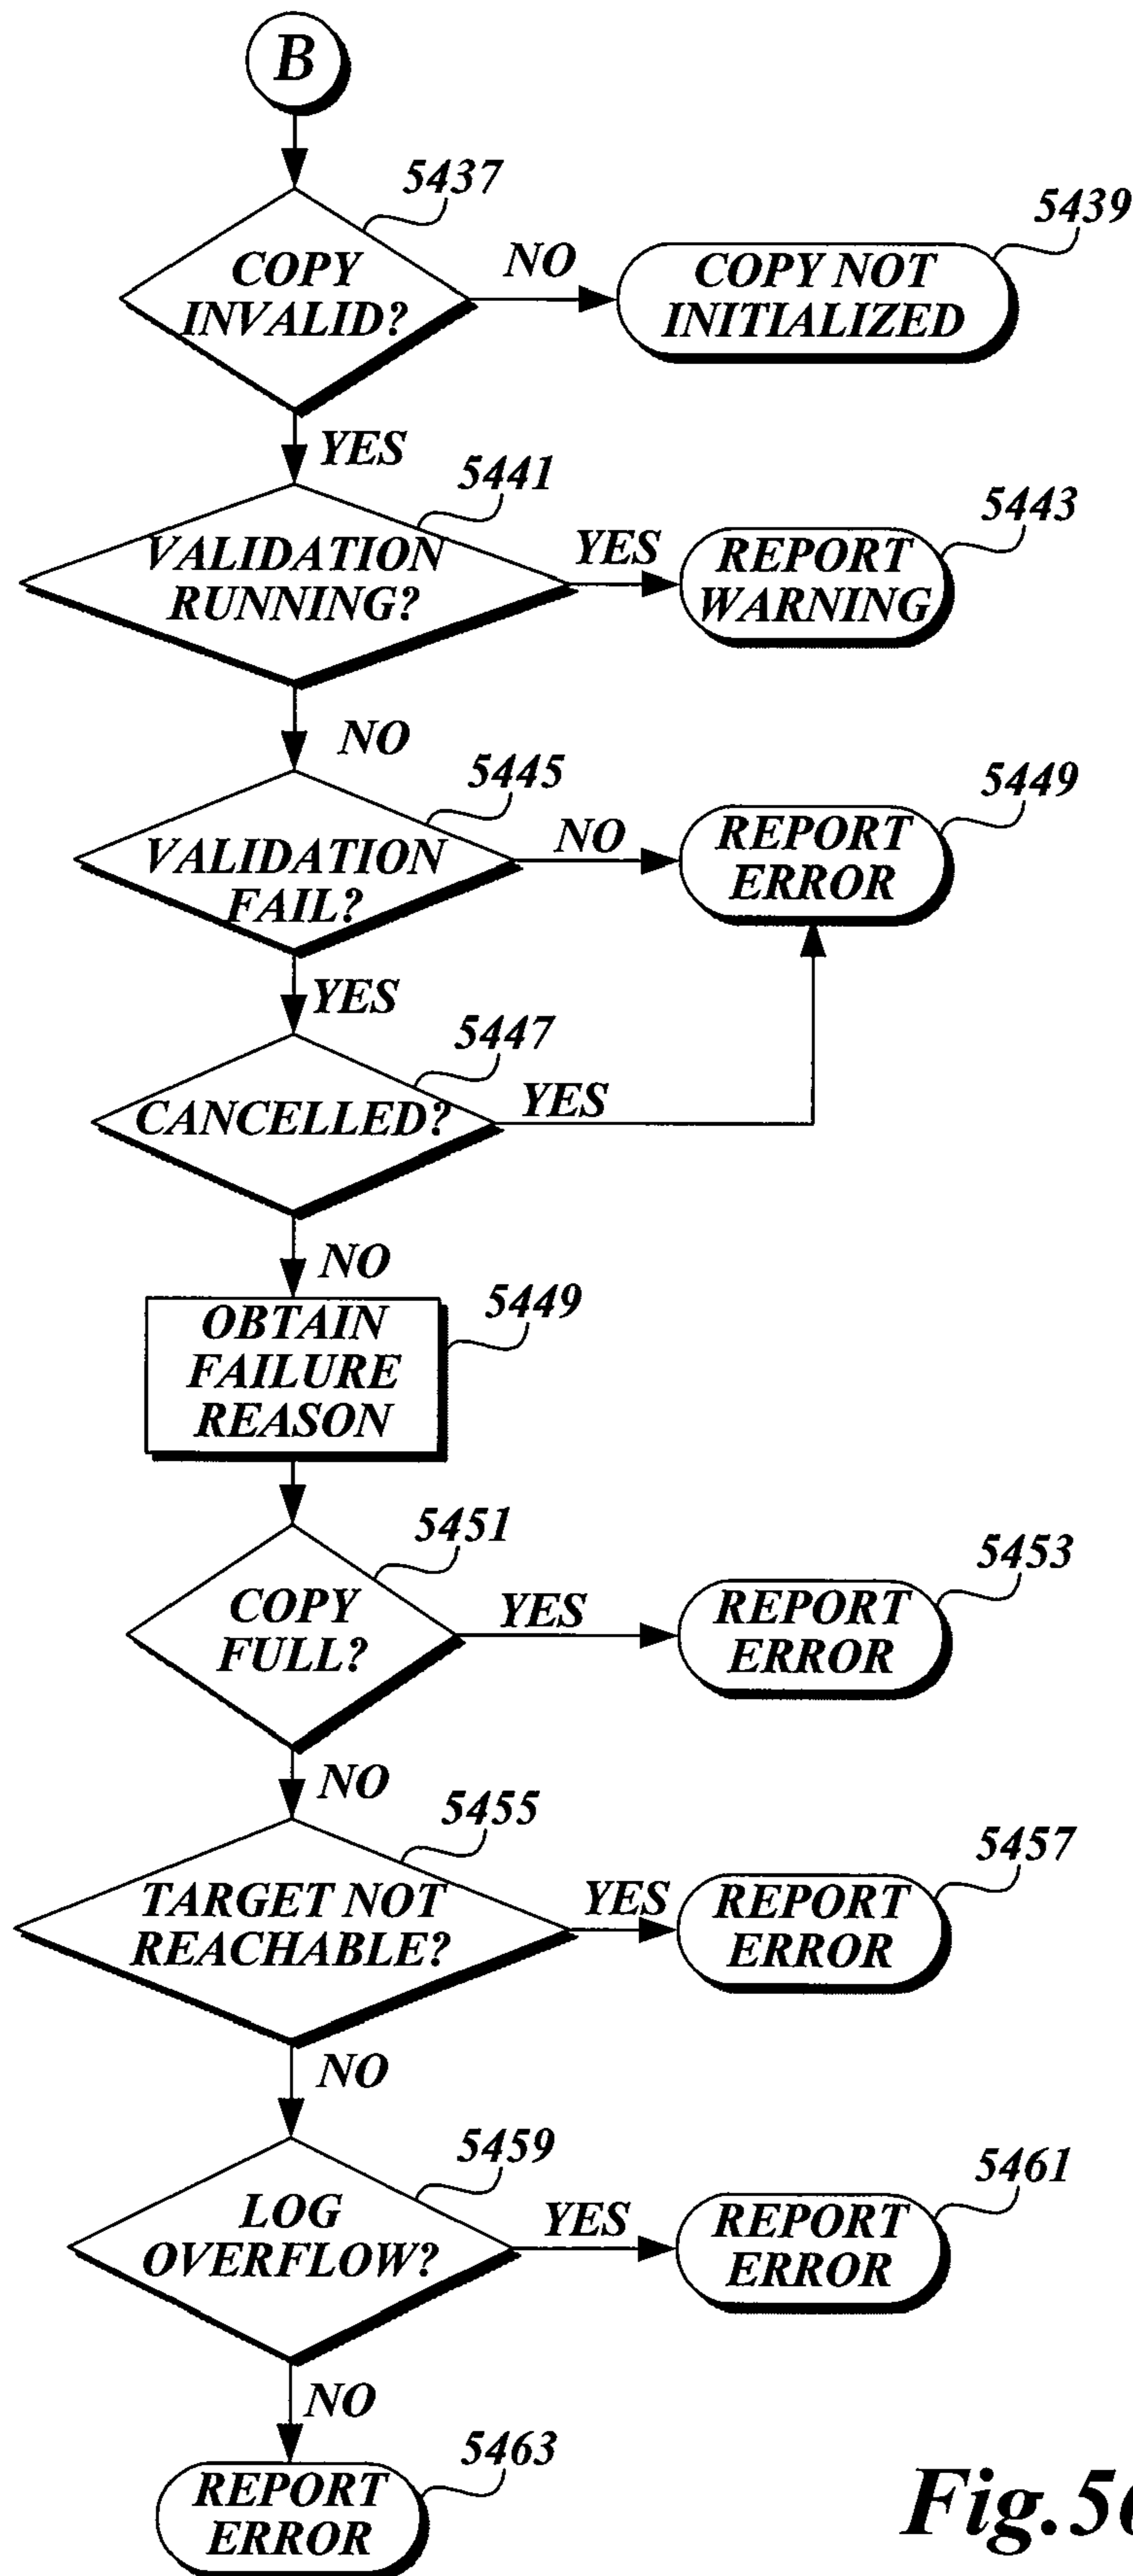 B
5437
COPY
INVALID?
NO
5439
COPY NOT
INITIALIZED
YES
5441
VALIDATION
RUNNING?
YES
5443
REPORT
WARNING
NO
5445
VALIDATION
FAIL?
NO
5449
REPORT
ERROR
YES
5447
CANCELLED?
YES
NO
5449
OBTAIN
FAILURE
REASON
5451
COPY
FULL?
YES
5453
REPORT
ERROR
NO
5455
TARGET NOT
REACHABLE?
YES
5457
REPORT
ERROR
NO
5459
LOG
OVERFLOW?
YES
5461
REPORT
ERROR
NO
5463
REPORT
ERROR